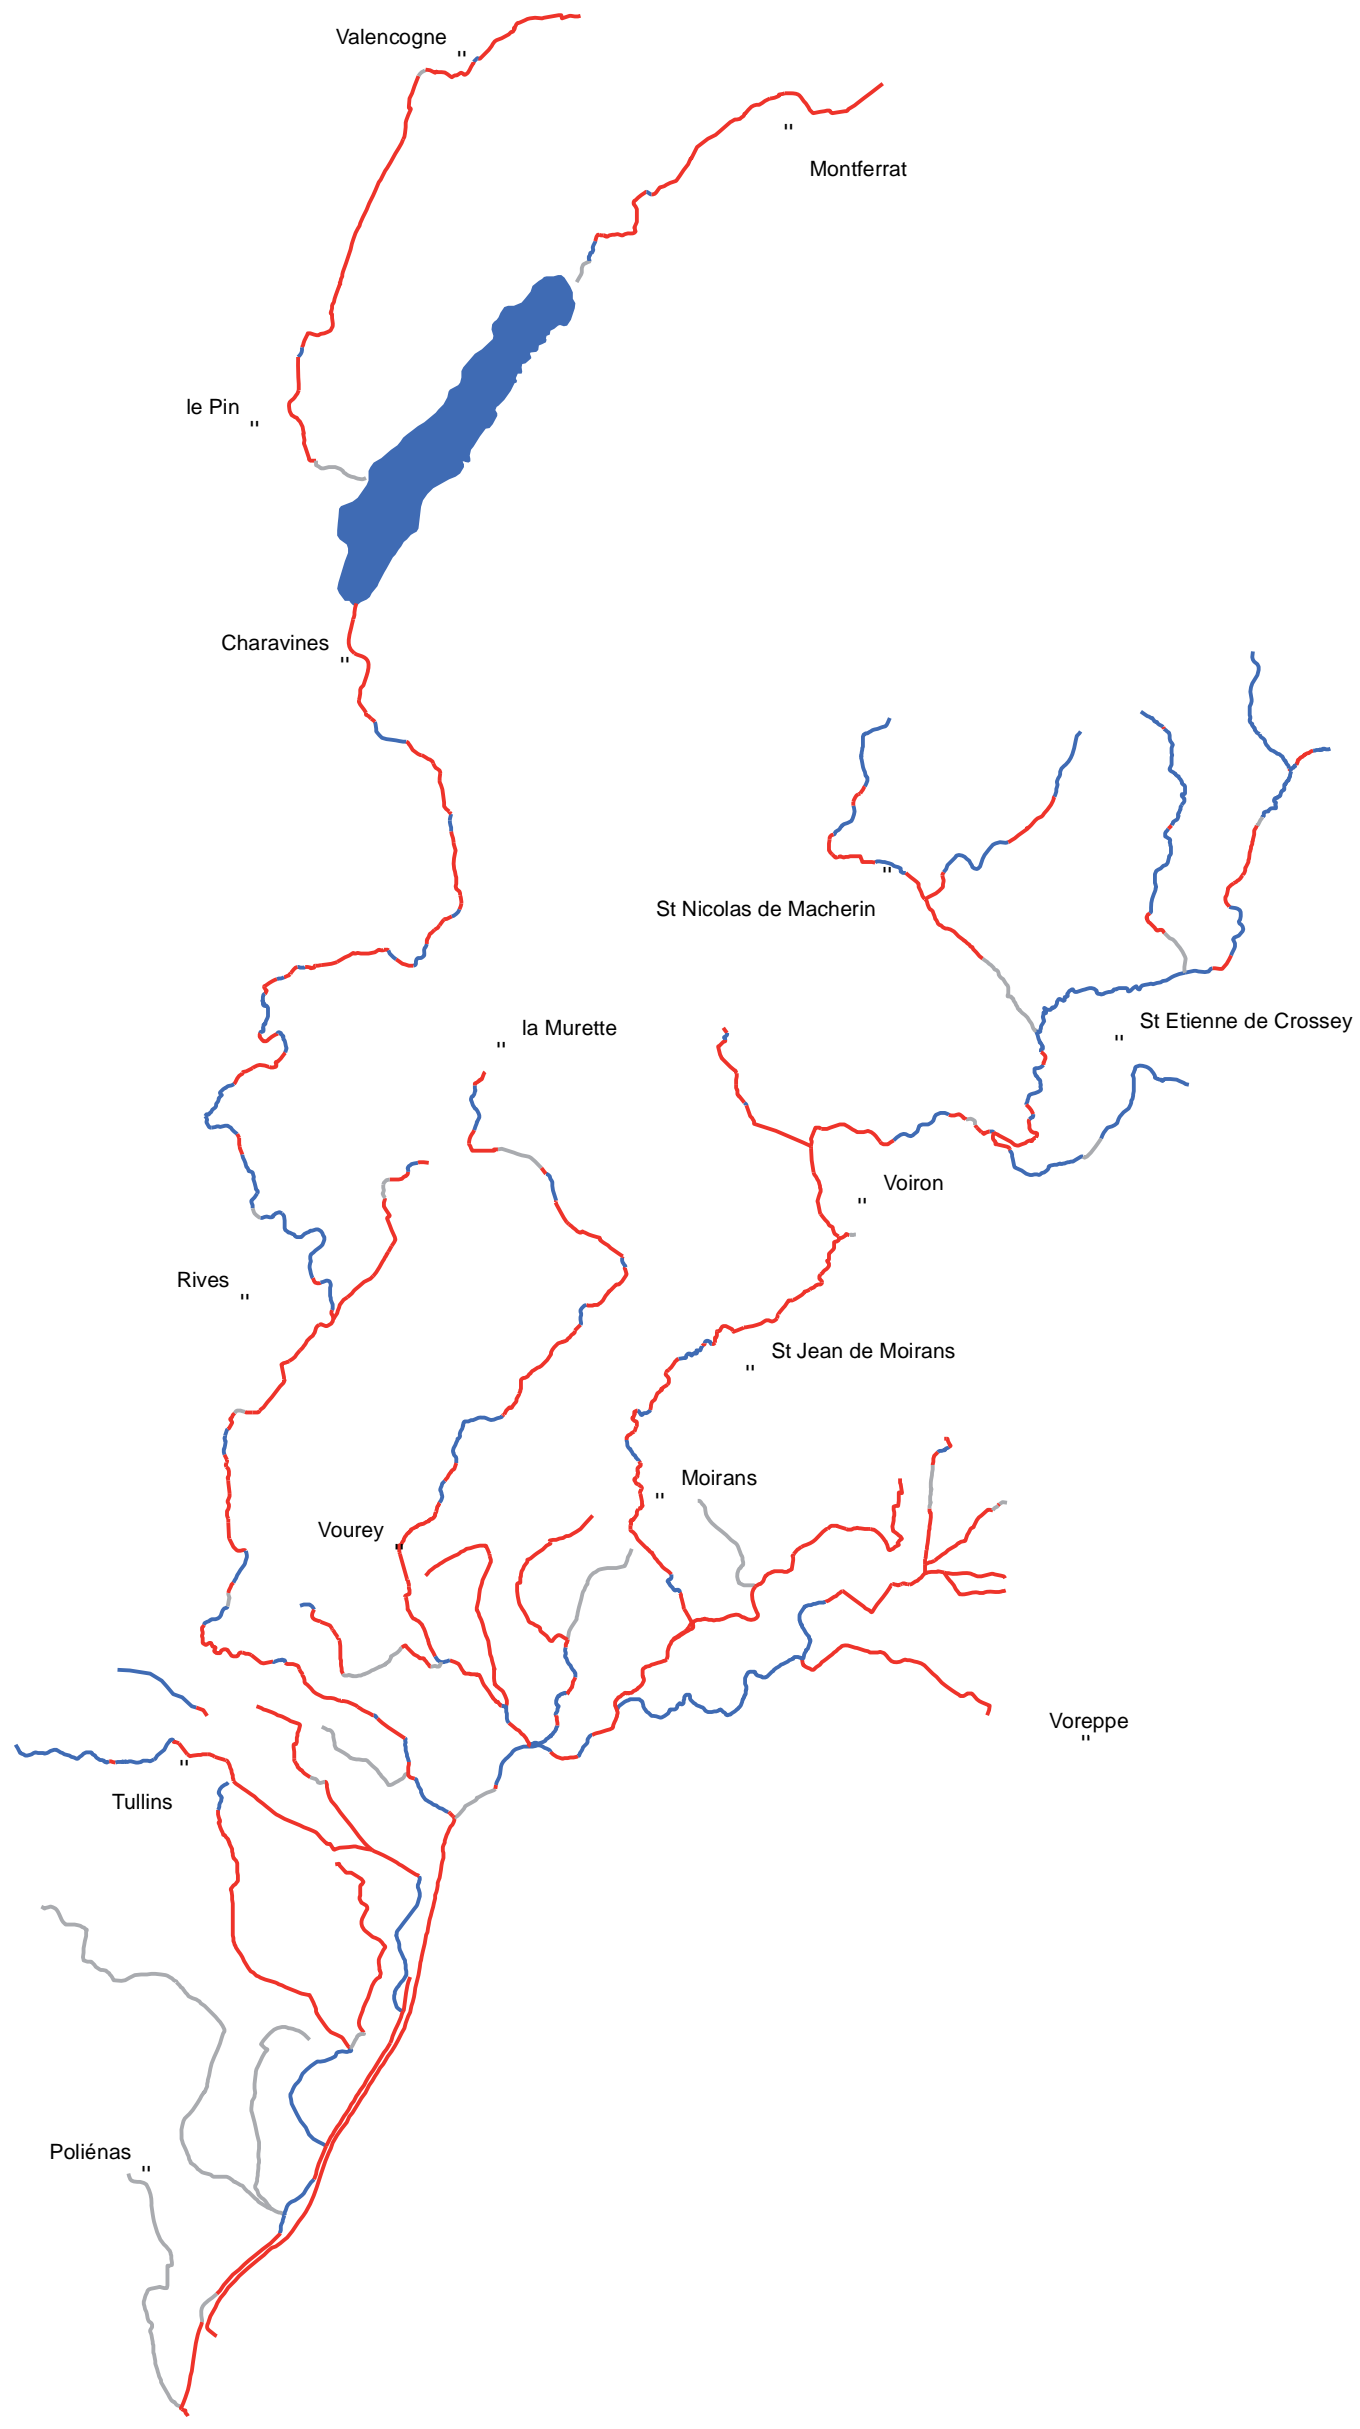 Valencogne
Montferrat
le Pin
Charavines
St Nicolas de Macherin
la Murette
St Etienne de Crossey
Voiron
Rives
St Jean de Moirans
Moirans
Vourey
Voreppe
Tullins
Poliénas